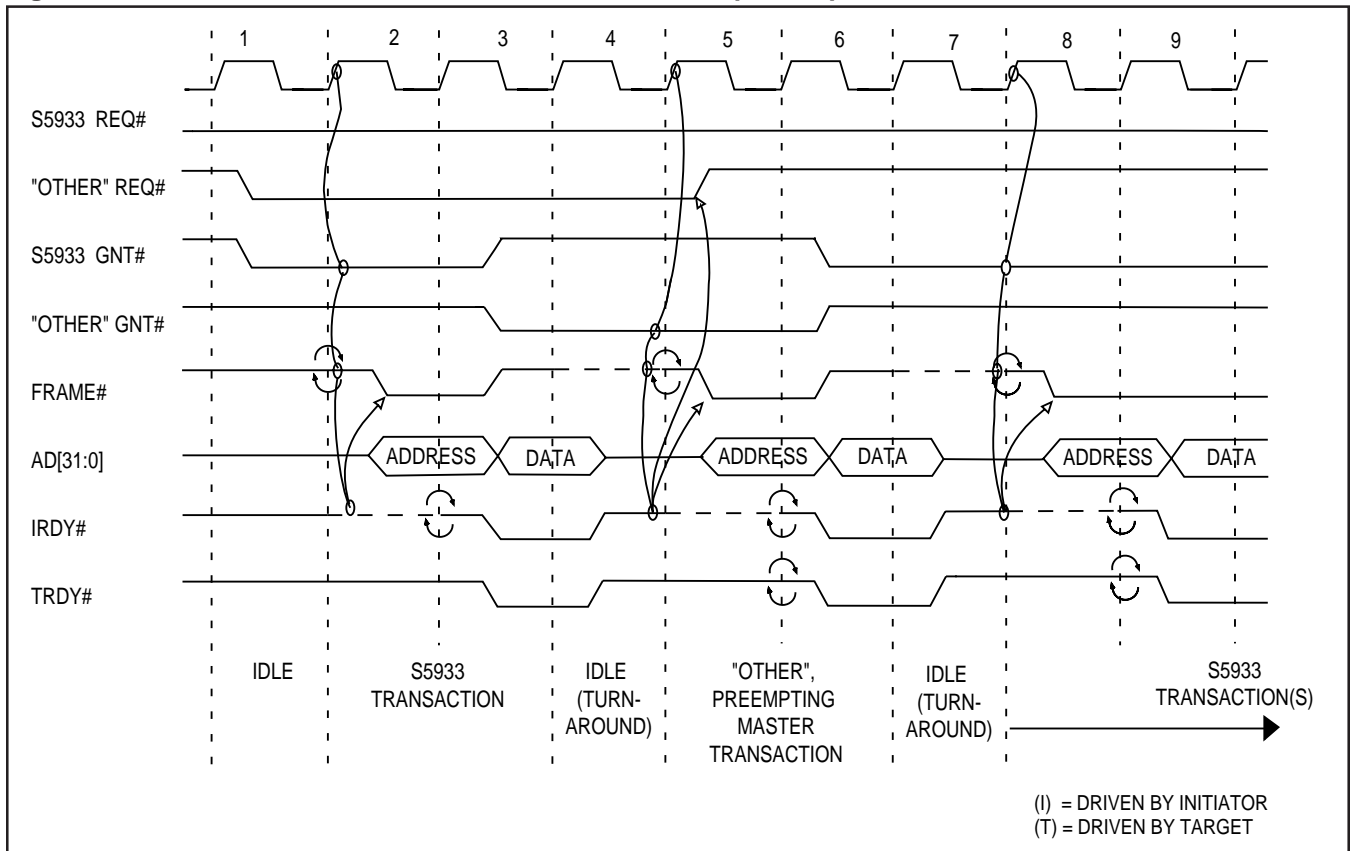 1 2 3 4 5 6 7 8 9
S5933 REQ#
"OTHER" REQ#
S5933 GNT#
"OTHER" GNT#
FRAME#
AD[31:0]
ADDRESS DATA ADDRESS DATA ADDRESS DATA
IRDY#
TRDY#
IDLE
S5933
TRANSACTION
IDLE
(TURN-
AROUND)
"OTHER",
PREEMPTING
MASTER
TRANSACTION
IDLE
(TURN-
AROUND)
S5933
TRANSACTION(S)
(I) = DRIVEN BY INITIATOR
(T) = DRIVEN BY TARGET